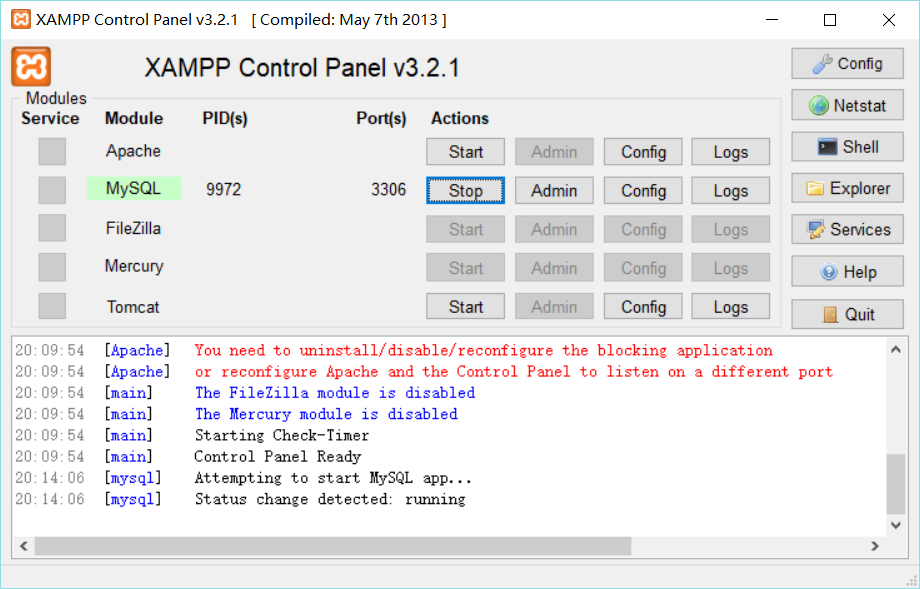 XAMPP Control Panel v3.2.1 [ Compiled: May 7th 2013 ]
XAMPP Control Panel v3.2.1
Config
Modules
Service Module PID(s) Port(s) Actions
Netstat
Apache Start Admin Config Logs
Shell
MySQL 9972 3306 Stop Admin Config Logs
Explorer
FileZilla Start Admin Config Logs
Services
Mercury Start Admin Config Logs
Help
Tomcat Start Admin Config Logs
Quit
20:09:54 [Apache] You need to uninstall/disable/reconfigure the blocking application
20:09:54 [Apache] or reconfigure Apache and the Control Panel to listen on a different port
20:09:54 [main] The FileZilla module is disabled
20:09:54 [main] The Mercury module is disabled
20:09:54 [main] Starting Check-Timer
20:09:54 [main] Control Panel Ready
20:14:06 [mysql] Attempting to start MySQL app...
20:14:06 [mysql] Status change detected: running